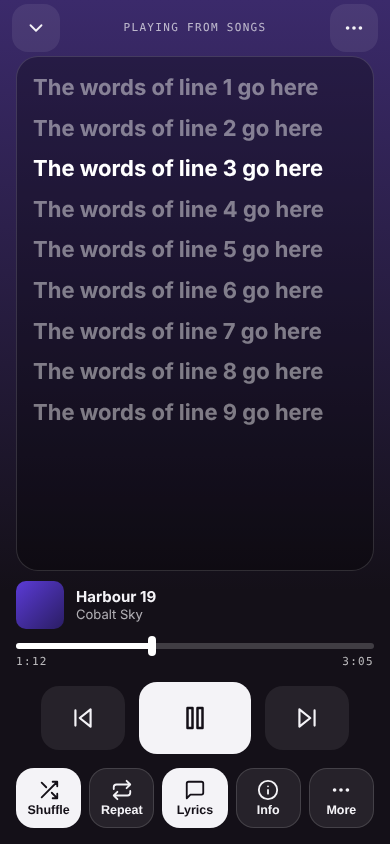 PLAYING FROM SONGS
The words of line 1 go here
The words of line 2 go here
The words of line 3 go here
The words of line 4 go here
The words of line 5 go here
The words of line 6 go here
The words of line 7 go here
The words of line 8 go here
The words of line 9 go here
Harbour 19
Cobalt Sky
1:12 3:05
Shuffle Repeat Lyrics Info More